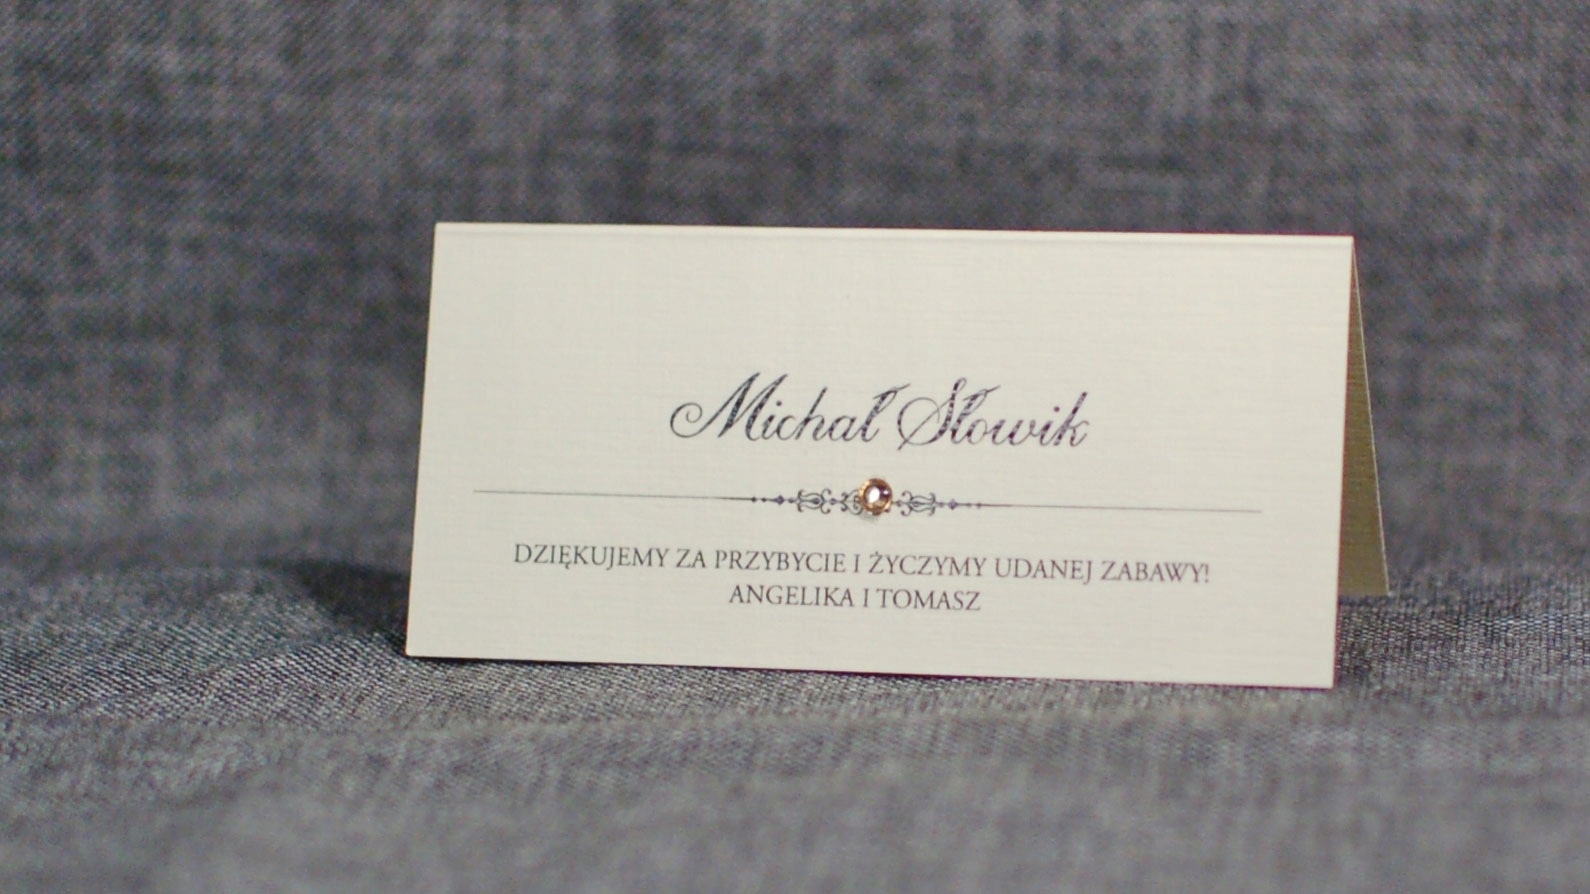 Michał Słowik
DZIĘKUJEMY ZA PRZYBYCIE I ŻYCZYMY UDANEJ ZABAWY!
ANGELIKA I TOMASZ